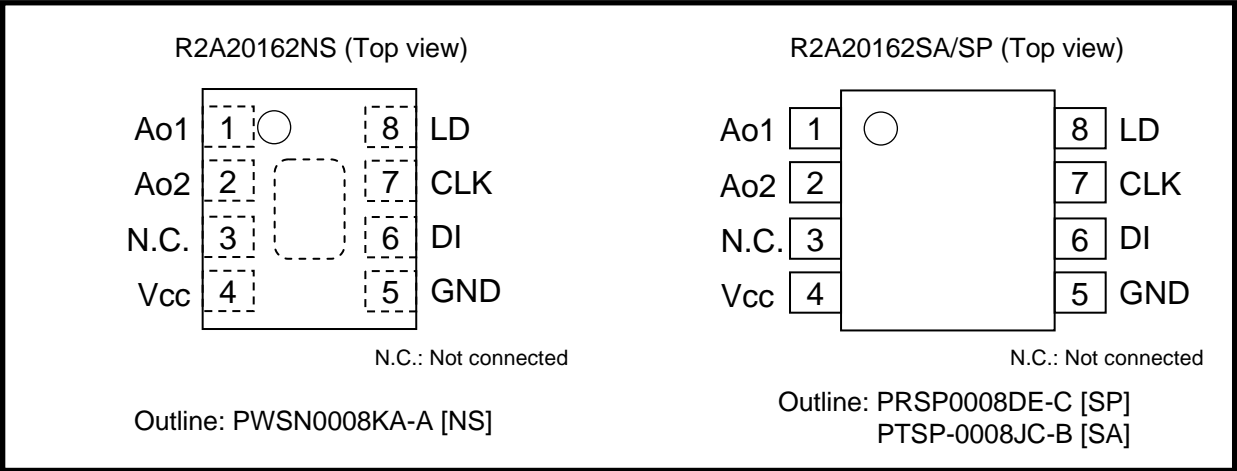 R2A20162NS (Top view)
Ao1 1 8 LD
Ao2 2 7 CLK
N.C. 3 6 DI
Vcc 4 5 GND
N.C.: Not connected
Outline: PWSN0008KA-A [NS]
R2A20162SA/SP (Top view)
Ao1 1 8 LD
Ao2 2 7 CLK
N.C. 3 6 DI
Vcc 4 5 GND
N.C.: Not connected
Outline: PRSP0008DE-C [SP]
PTSP-0008JC-B [SA]